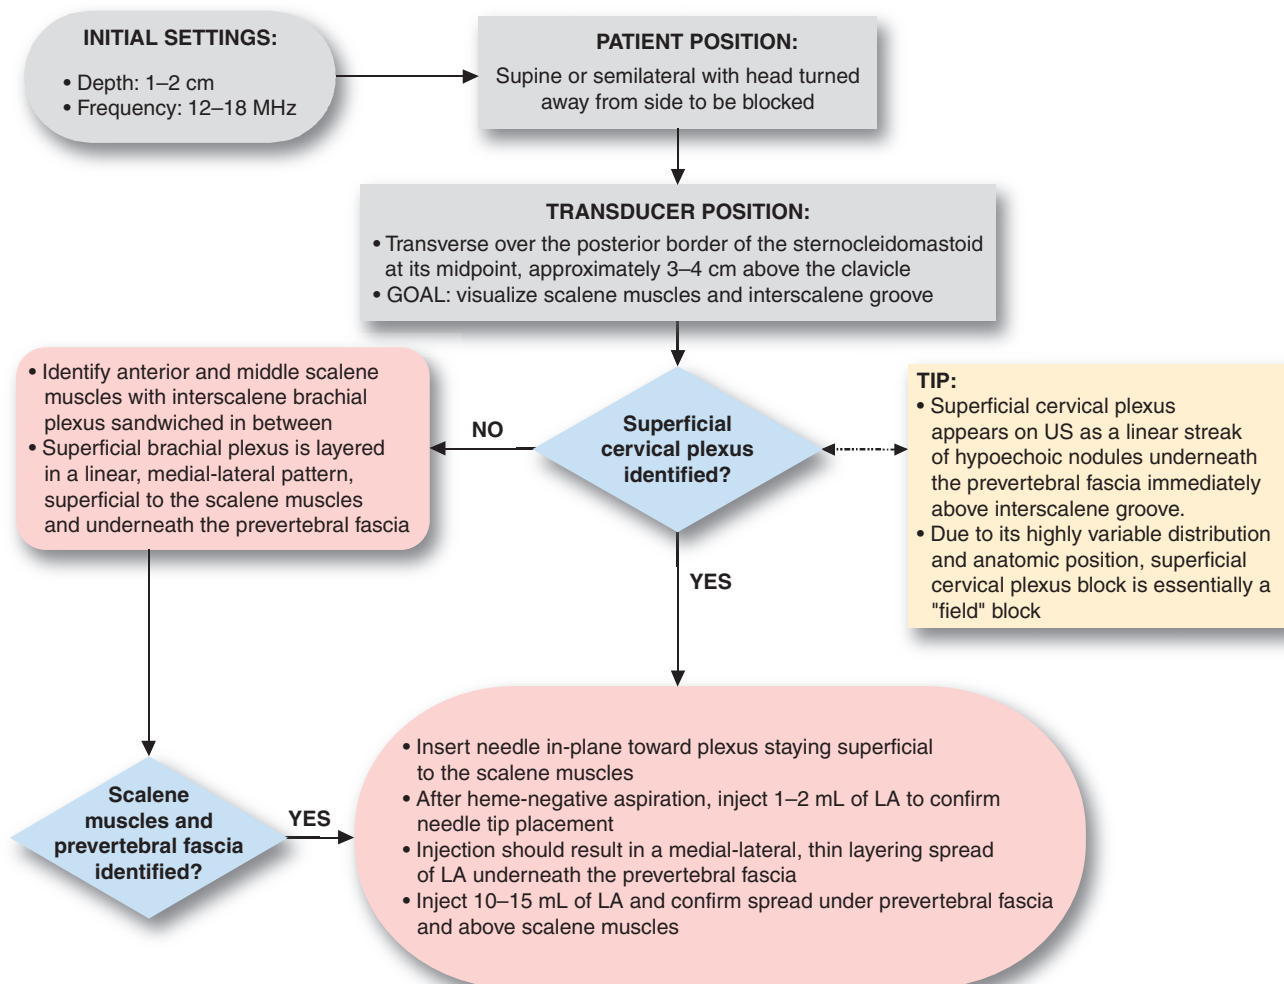 INITIAL SETTINGS:
• Depth: 1–2 cm
• Frequency: 12–18 MHz
PATIENT POSITION:
Supine or semilateral with head turned
away from side to be blocked
TRANSDUCER POSITION:
• Transverse over the posterior border of the sternocleidomastoid
at its midpoint, approximately 3–4 cm above the clavicle
• GOAL: visualize scalene muscles and interscalene groove
Superficial
cervical plexus
identified?
NO
• Identify anterior and middle scalene
muscles with interscalene brachial
plexus sandwiched in between
• Superficial brachial plexus is layered
in a linear, medial-lateral pattern,
superficial to the scalene muscles
and underneath the prevertebral fascia
TIP:
• Superficial cervical plexus
appears on US as a linear streak
of hypoechoic nodules underneath
the prevertebral fascia immediately
above interscalene groove.
• Due to its highly variable distribution
and anatomic position, superficial
cervical plexus block is essentially a
"field" block
YES
Scalene
muscles and
prevertebral fascia
identified?
YES
• Insert needle in-plane toward plexus staying superficial
to the scalene muscles
• After heme-negative aspiration, inject 1–2 mL of LA to confirm
needle tip placement
• Injection should result in a medial-lateral, thin layering spread
of LA underneath the prevertebral fascia
• Inject 10–15 mL of LA and confirm spread under prevertebral fascia
and above scalene muscles